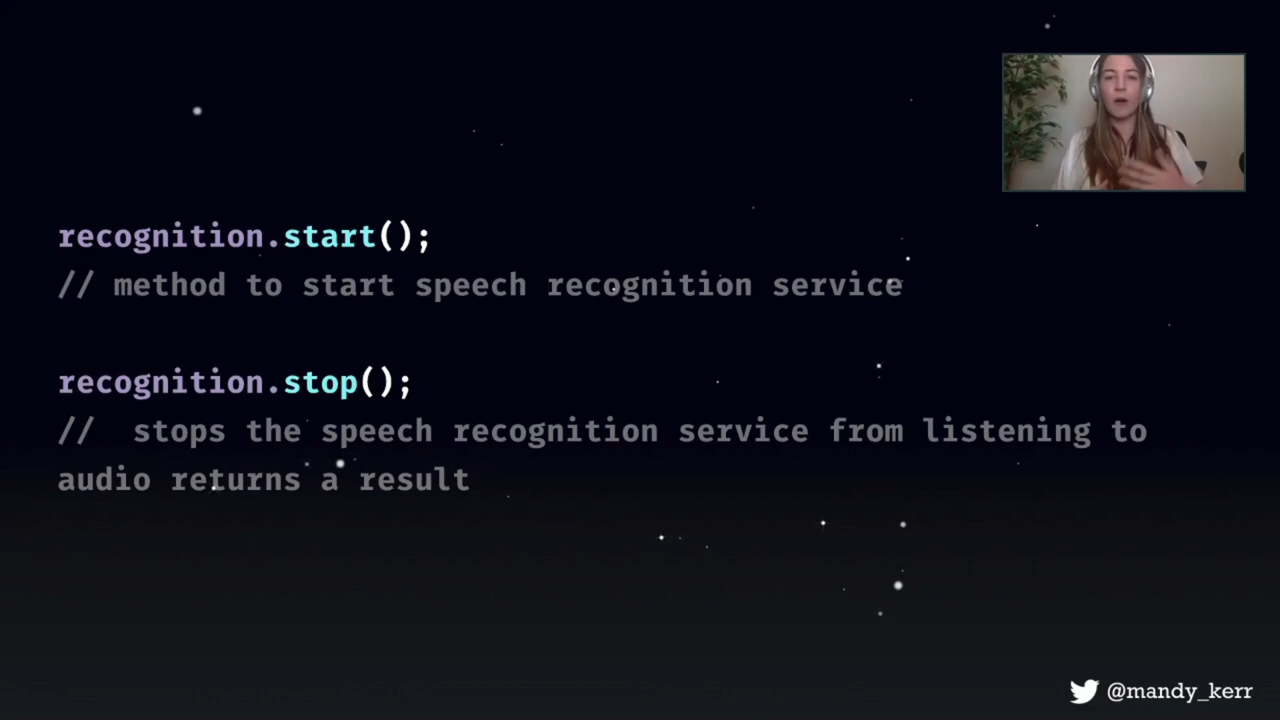 recognition.start();
// method to start speech recognition service
recognition.stop();
//  stops the speech recognition service from listening to
audio returns a result
@mandy_kerr